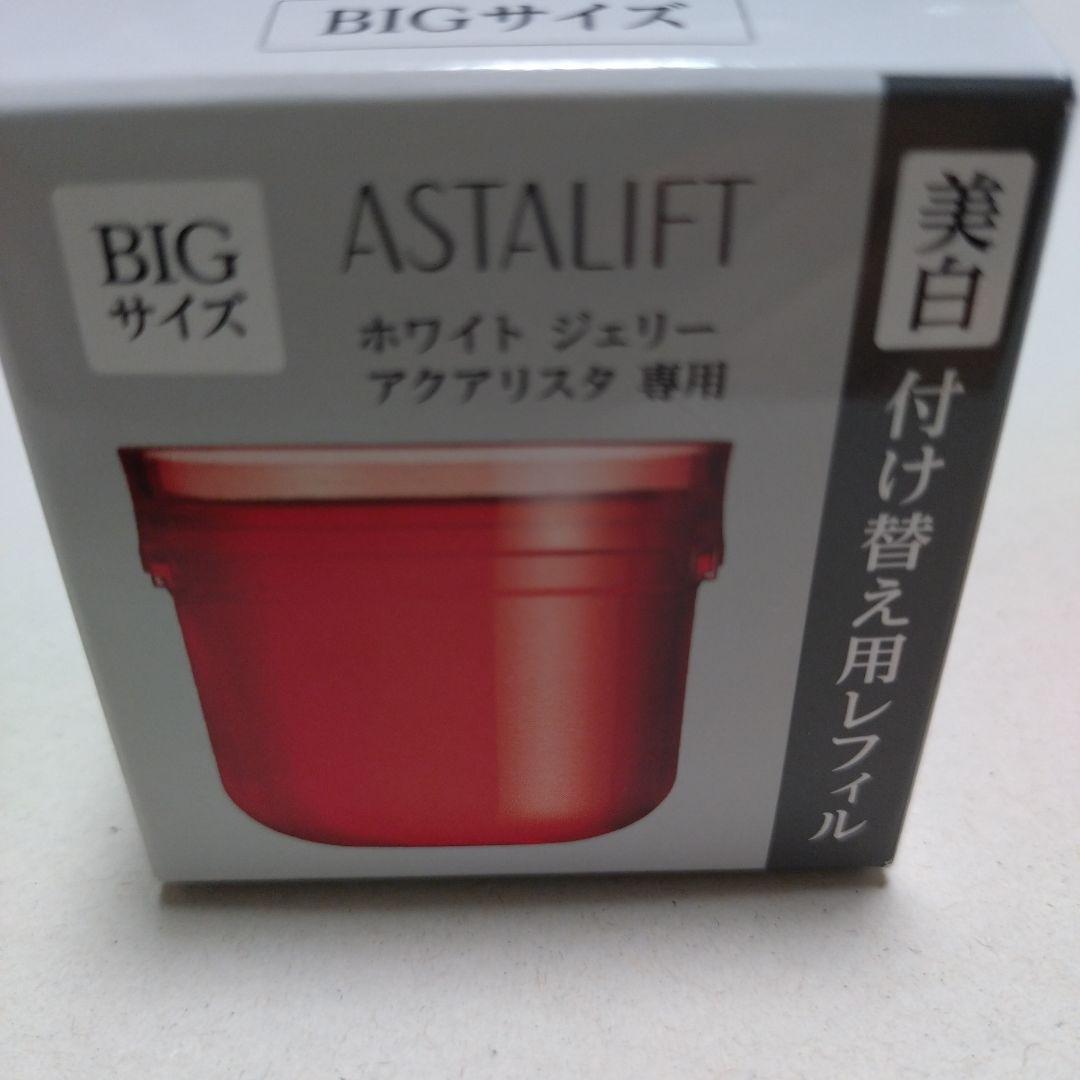 BIGサイズ
BIG
サイズ
ASTALIFT
ホワイト ジェリー
アクアリスタ 専用
美白
付け替え用レフィル